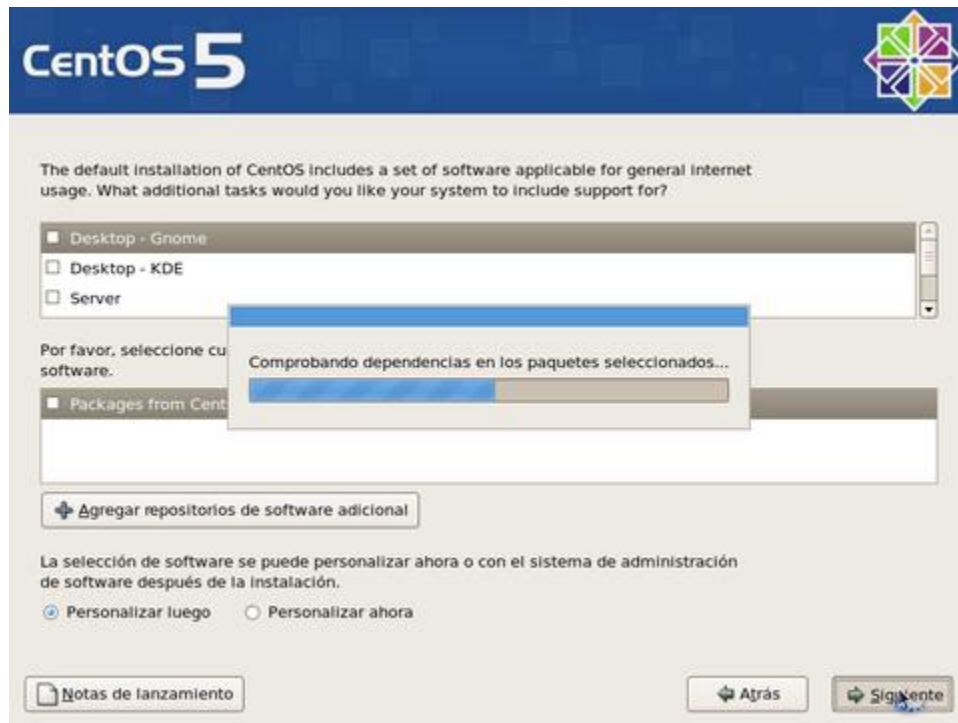 CentOS 5
The default installation of CentOS includes a set of software applicable for general internet
usage. What additional tasks would you like your system to include support for?
Desktop - Gnome
Desktop - KDE
Server
Por favor, seleccione cu
software.
Comprobando dependencias en los paquetes seleccionados...
Packages from Cent
Agregar repositorios de software adicional
La selección de software se puede personalizar ahora o con el sistema de administración
de software después de la instalación.
Personalizar luego
Personalizar ahora
Notas de lanzamiento
Atrás
Siguiente